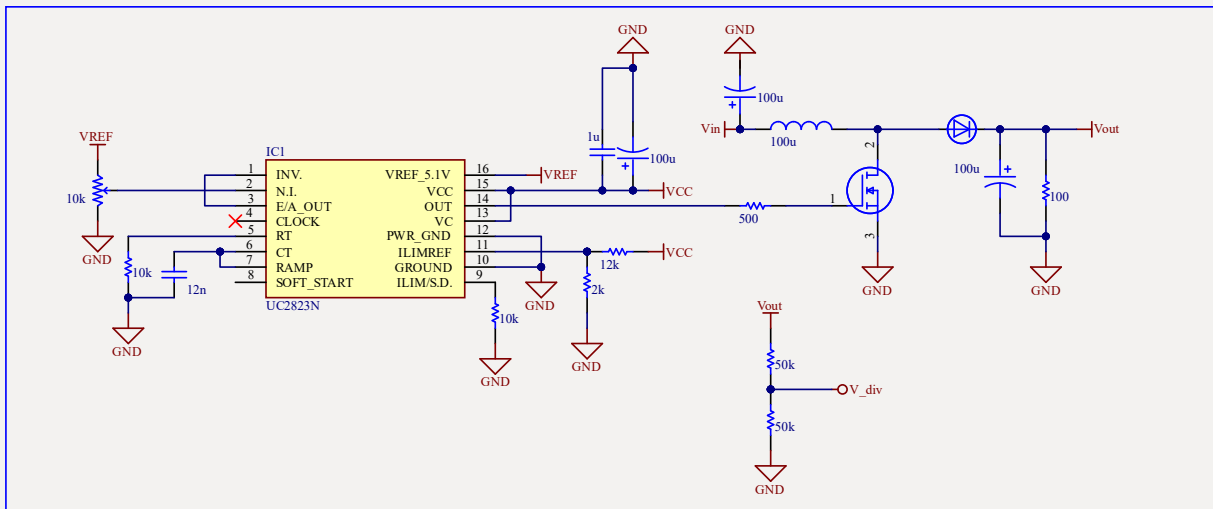 GND
GND
100u
1u
100u
Vin
100u
Vout
VREF
10k
GND
IC1
1 INV. VREF_5.1V 16 VREF
2 N.I. VCC 15 VCC
3 E/A_OUT OUT 14
4 CLOCK VC 13
5 RT PWR_GND 12
6 CT ILIMREF 11
7 RAMP GROUND 10
8 SOFT_START ILIM/S.D. 9
UC2823N
10k
12n
GND
10k
GND
GND
12k
VCC
2k
GND
500
1
2
3
GND
100u
100
GND
Vout
50k
V_div
50k
GND